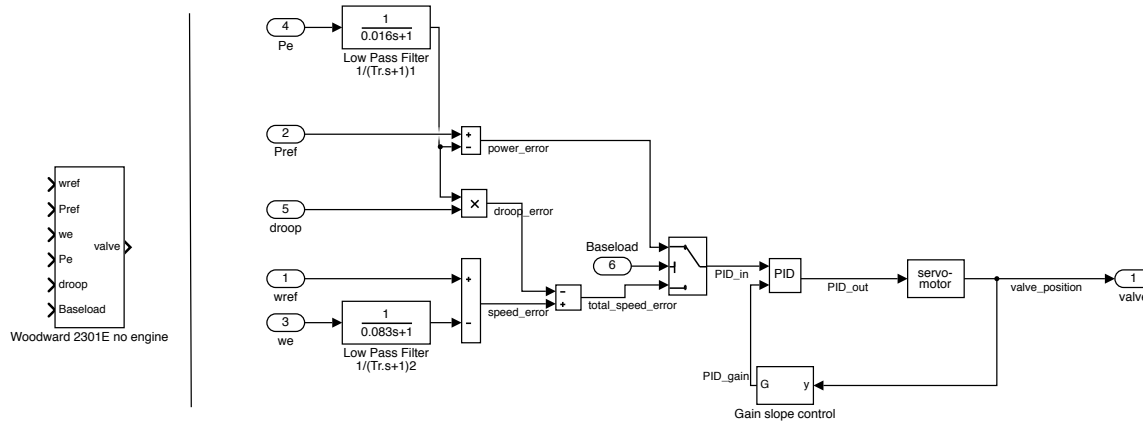 wref
Pref
we
Pe
droop
Baseload
valve
Woodward 2301E no engine
4
Pe
1
0.016s+1
Low Pass Filter
1/(Tr.s+1)1
2
Pref
+
−
power_error
5
droop
×
droop_error
1
wref
3
we
1
0.083s+1
Low Pass Filter
1/(Tr.s+1)2
+
−
speed_error
−
+
total_speed_error
Baseload
6
PID_in
PID
PID_out
servo-
motor
valve_position
1
valve
PID_gain
G
y
Gain slope control